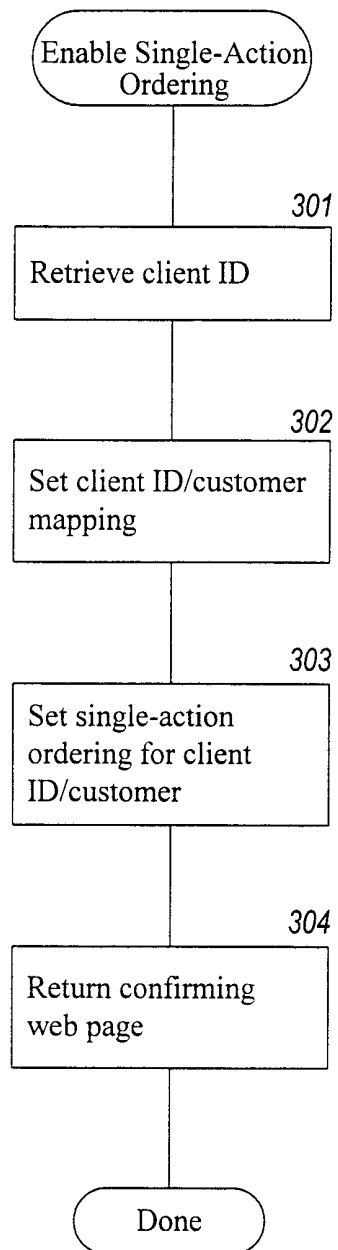 Enable Single-Action
Ordering
301
Retrieve client ID
302
Set client ID/customer
mapping
303
Set single-action
ordering for client
ID/customer
304
Return confirming
web page
Done